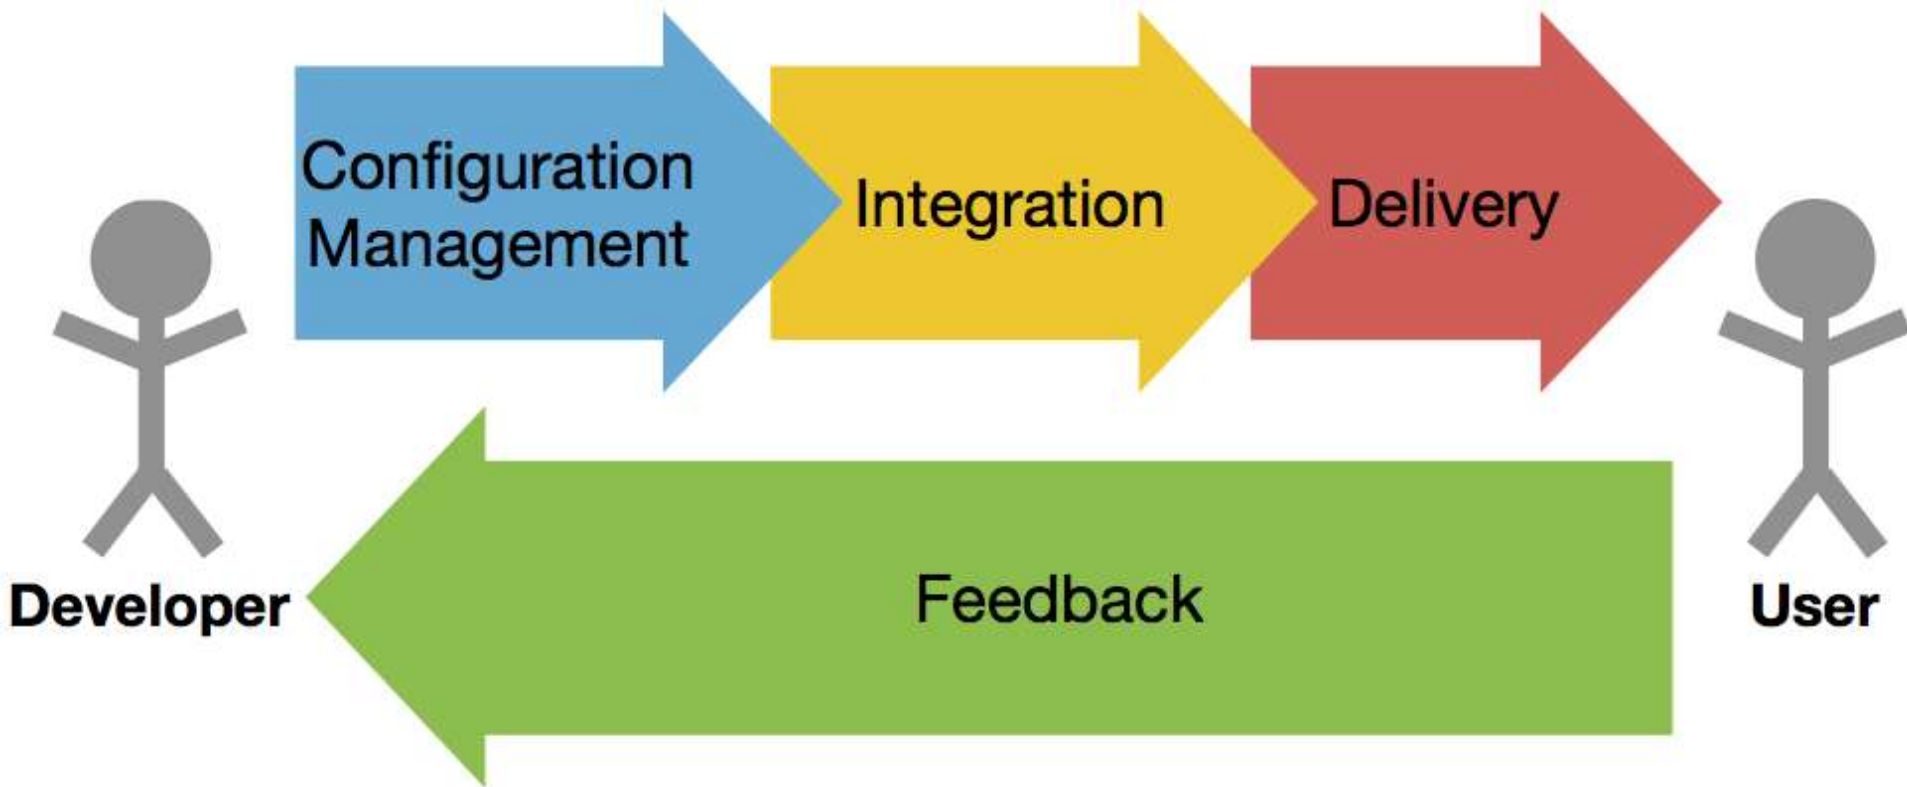 Configuration
Management
Integration
Delivery
Developer
Feedback
User